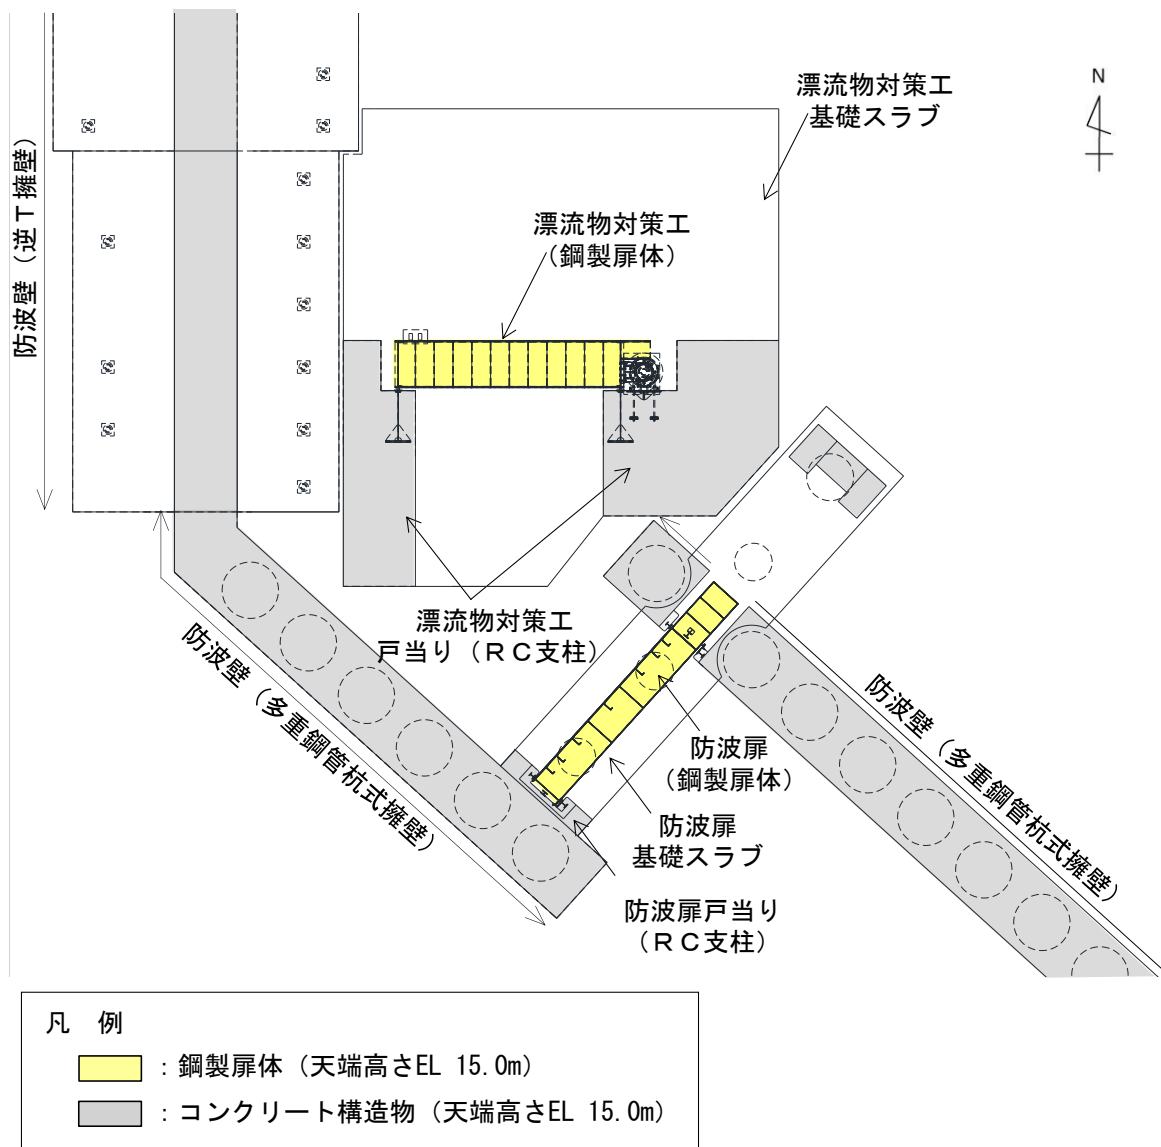 漂流物対策工
基礎スラブ
N
防波壁（逆Ｔ擁壁）
漂流物対策工
（鋼製扉体）
漂流物対策工
戸当り（ＲＣ支柱）
防波壁（多重鋼管杭式擁壁）
防波壁（多重鋼管杭式擁壁）
防波扉
（鋼製扉体）
防波扉
基礎スラブ
防波扉戸当り
（ＲＣ支柱）
凡　例
：鋼製扉体（天端高さEL 15.0m）
：コンクリート構造物（天端高さEL 15.0m）